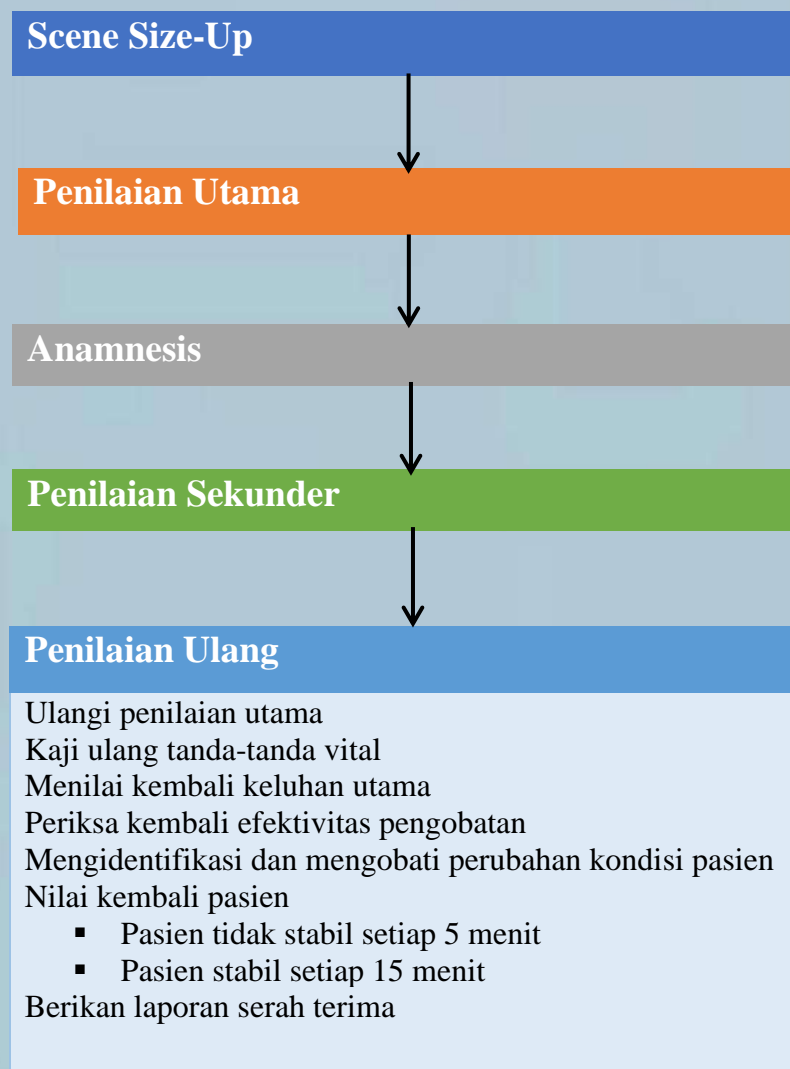 Scene Size-Up
Penilaian Utama
Anamnesis
Penilaian Sekunder
Penilaian Ulang
Ulangi penilaian utama
Kaji ulang tanda-tanda vital
Menilai kembali keluhan utama
Periksa kembali efektivitas pengobatan
Mengidentifikasi dan mengobati perubahan kondisi pasien
Nilai kembali pasien
▪ Pasien tidak stabil setiap 5 menit
▪ Pasien stabil setiap 15 menit
Berikan laporan serah terima